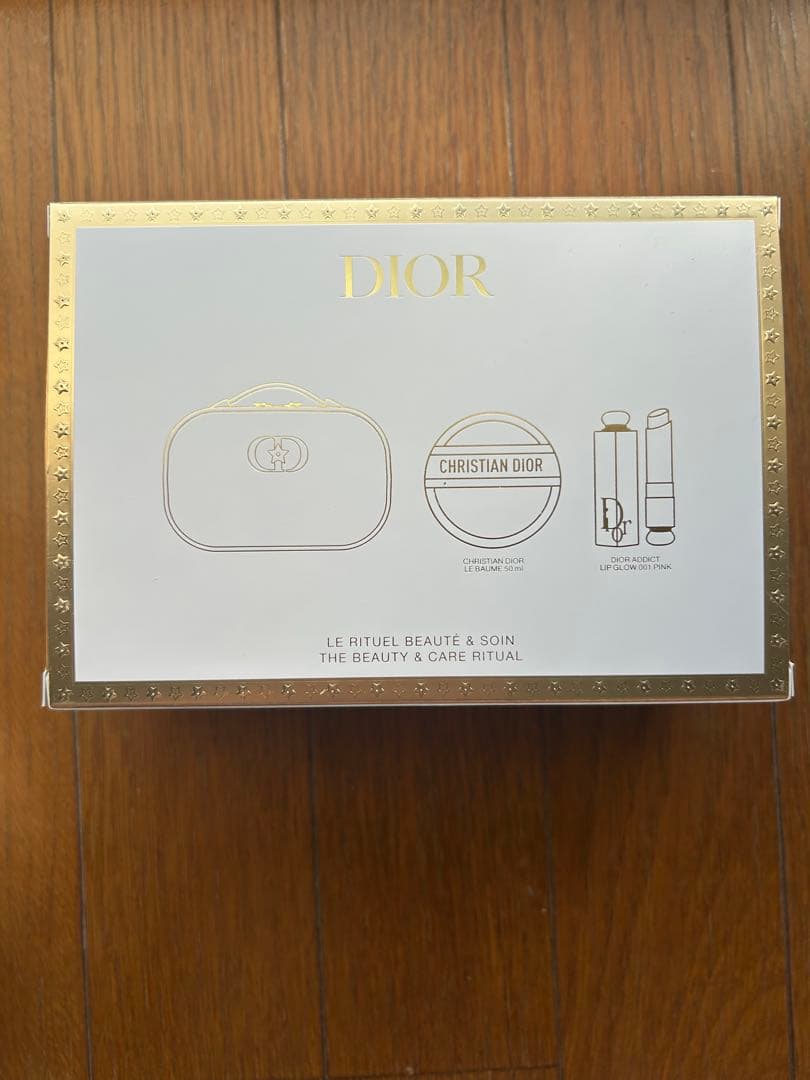 DIOR
CHRISTIAN DIOR
Dior
CHRISTIAN DIOR
LE BAUME 50 ml
DIOR ADDICT
LIP GLOW 001 PINK
LE RITUEL BEAUTÉ & SOIN
THE BEAUTY & CARE RITUAL